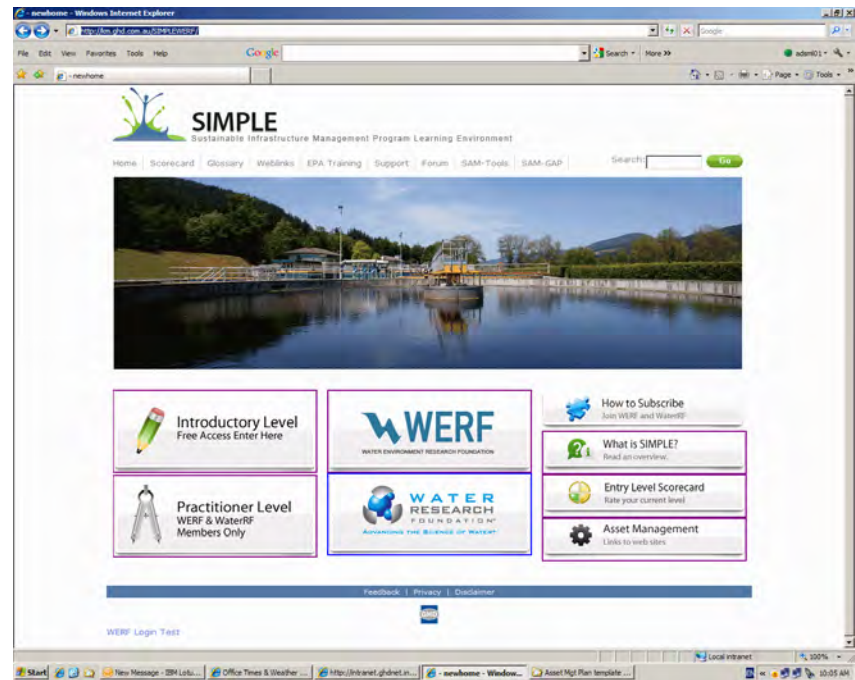 - newhome - Windows Internet Explorer
http://km.ghd.com.au/SIMPLEWERF/
Google
File Edit View Favorites Tools Help
Google
Search
More >>
adenti01
- newhome
Page
Tools
SIMPLE
Sustainable Infrastructure Management Program Learning Environment
Home
Scorecard
Glossary
Weblinks
EPA Training
Support
Forum
SAM-Tools
SAM-GAP
Search:
Go
Introductory Level
Free Access Enter Here
WERF
WATER ENVIRONMENT RESEARCH FOUNDATION
How to Subscribe
Join WERF and WaterRF
What is SIMPLE?
Read an overview.
Practitioner Level
WERF & WaterRF
Members Only
WATER
RESEARCH
FOUNDATION
ADVANCING THE SCIENCE OF WATER
Entry Level Scorecard
Rate your current level
Asset Management
Links to web sites
Feedback | Privacy | Disclaimer
GHD
WERF Login Test
Local intranet
100%
Start
New Message - IBM Lotu...
Office Times & Weather ...
http://intranet.ghdnet.in...
- newhome - Window...
Asset Mgt Plan template ...
10:05 AM